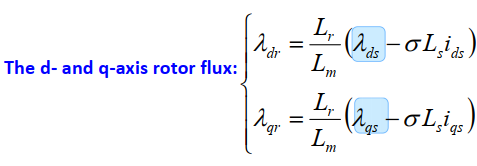 The d- and q-axis rotor flux:
λ_dr = L_r/L_m (λ_ds − σL_s i_ds)
λ_qr = L_r/L_m (λ_qs − σL_s i_qs)